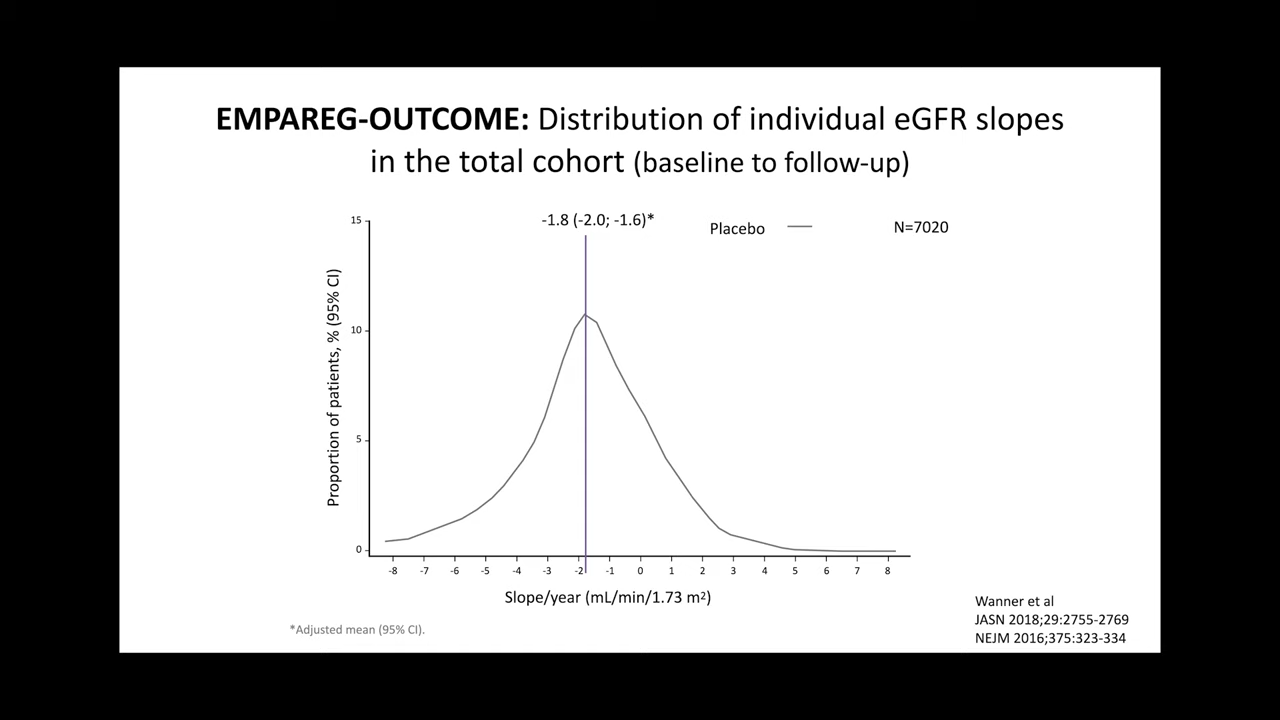 EMPAREG-OUTCOME: Distribution of individual eGFR slopes
in the total cohort (baseline to follow-up)
-1.8 (-2.0; -1.6)*
Placebo
N=7020
Proportion of patients, % (95% CI)
15
10
5
0
-8 -7 -6 -5 -4 -3 -2 -1 0 1 2 3 4 5 6 7 8
Slope/year (mL/min/1.73 m²)
*Adjusted mean (95% CI).
Wanner et al
JASN 2018;29:2755-2769
NEJM 2016;375:323-334